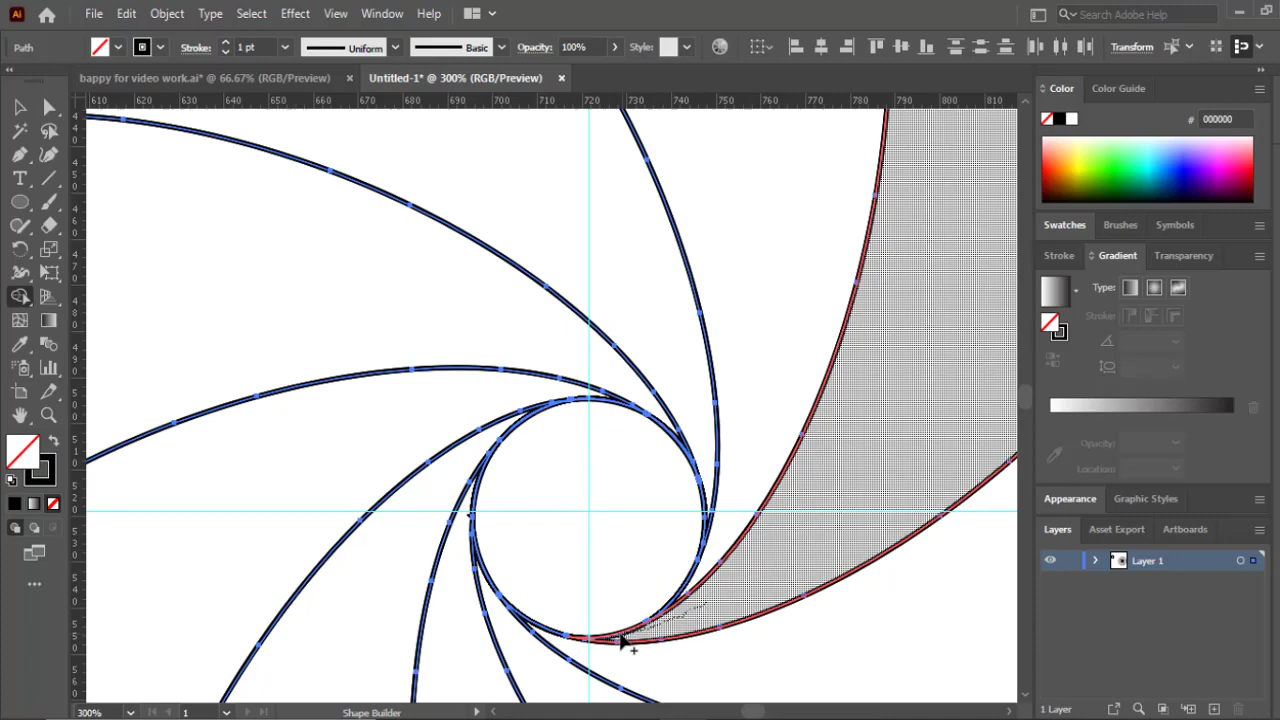 Ai File Edit Object Type Select Effect View Window Help Search Adobe Help
Path Stroke: 1 pt Uniform Basic Opacity: 100% Style: Transform
bappy for video work.ai* @ 66.67% (RGB/Preview) × Untitled-1* @ 300% (RGB/Preview) ×
610 620 630 640 650 660 670 680 690 700 710 720 730 740 750 760 770 780 790 800 810
Color Color Guide
# 000000
Swatches Brushes Symbols
Stroke Gradient Transparency
Type:
Stroke:
Opacity:
Location:
Appearance Graphic Styles
Layers Asset Export Artboards
Layer 1
300% 1 Shape Builder 1 Layer